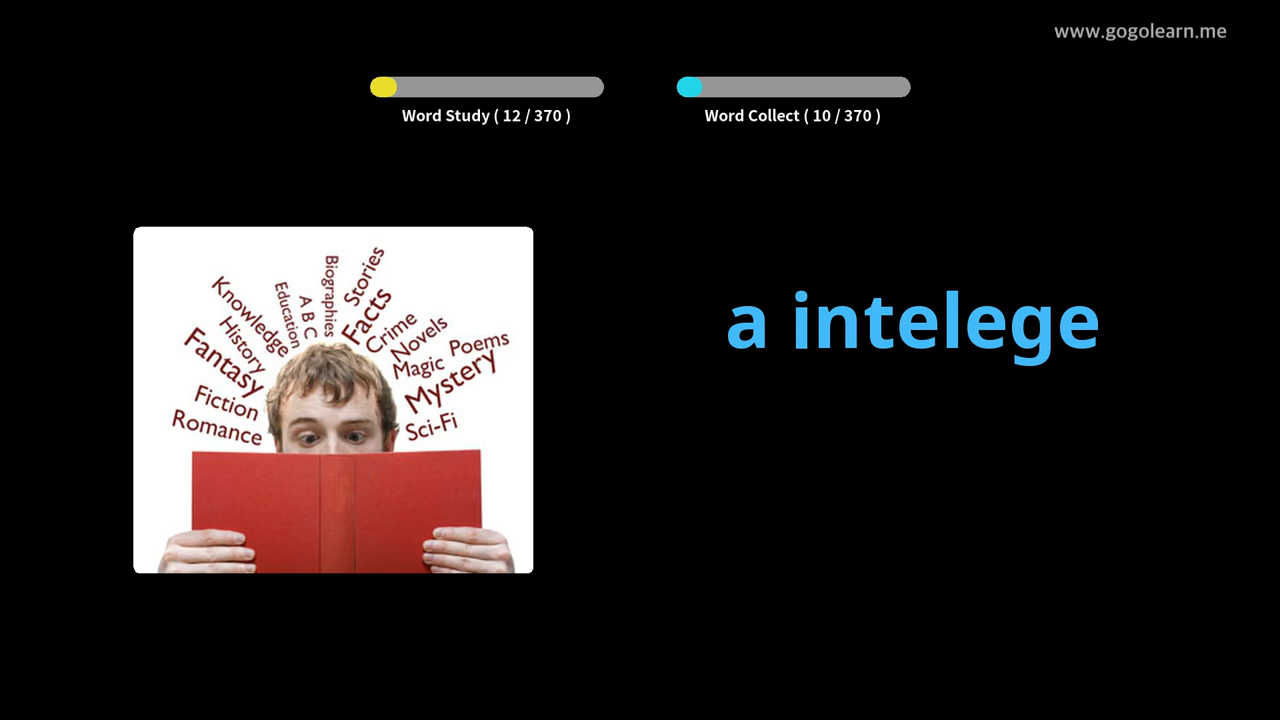 www.gogolearn.me
Word Study ( 12 / 370 )
Word Collect ( 10 / 370 )
a intelege
Knowledge
History
Fantasy
Fiction
Romance
Education
A B C
Biographies
Stories
Facts
Crime
Novels
Magic
Poems
Mystery
Sci-Fi